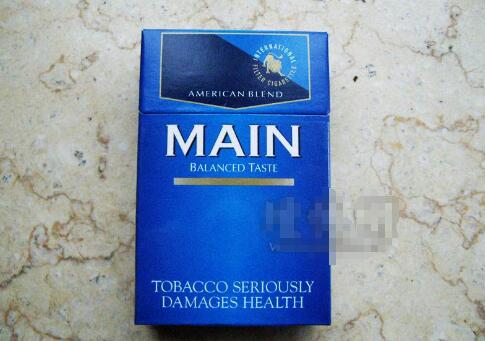 INTERNATIONAL
FILTER CIGARETTES
AMERICAN BLEND
MAIN
BALANCED TASTE
TOBACCO SERIOUSLY
DAMAGES HEALTH